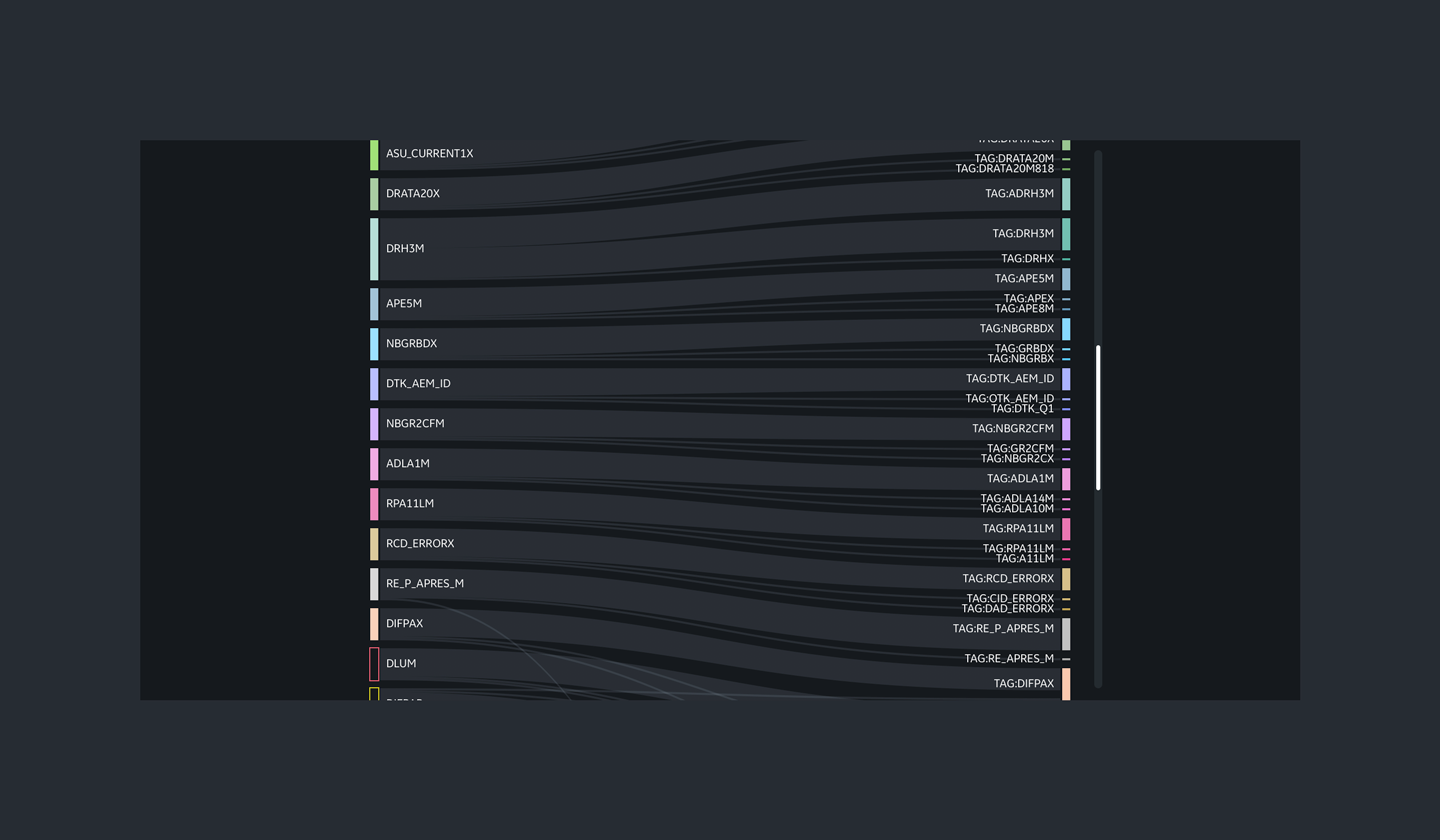 ASU_CURRENT1X
DRATA20X
DRH3M
APE5M
NBGRBDX
DTK_AEM_ID
NBGR2CFM
ADLA1M
RPA11LM
RCD_ERRORX
RE_P_APRES_M
DIFPAX
DLUM
TAG:DRATA20M
TAG:DRATA20M818
TAG:ADRH3M
TAG:DRH3M
TAG:DRHX
TAG:APE5M
TAG:APEX
TAG:APE8M
TAG:NBGRBDX
TAG:GRBDX
TAG:NBGRBX
TAG:DTK_AEM_ID
TAG:OTK_AEM_ID
TAG:DTK_Q1
TAG:NBGR2CFM
TAG:GR2CFM
TAG:NBGR2CX
TAG:ADLA1M
TAG:ADLA14M
TAG:ADLA10M
TAG:RPA11LM
TAG:RPA11LM
TAG:A11LM
TAG:RCD_ERRORX
TAG:CID_ERRORX
TAG:DAD_ERRORX
TAG:RE_P_APRES_M
TAG:RE_APRES_M
TAG:DIFPAX